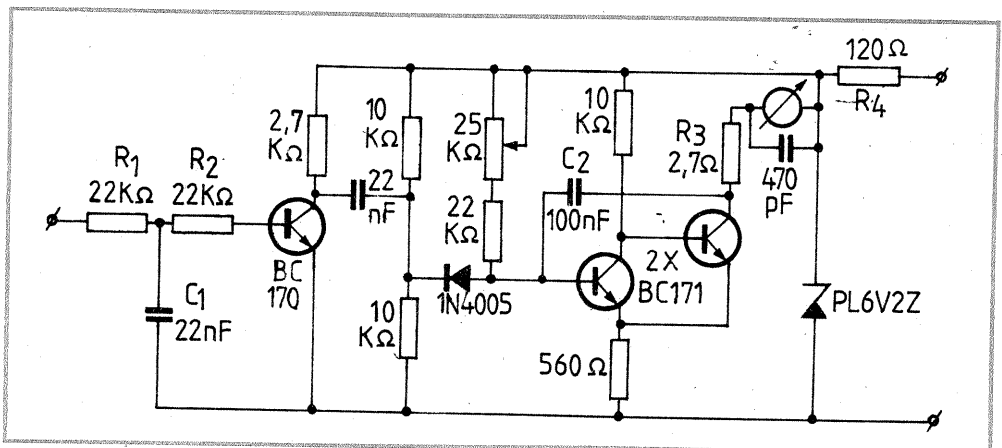 120 Ω
R4
2,7
KΩ
10
KΩ
25
KΩ
10
KΩ
R3
2,7Ω
470
pF
R1
22KΩ
R2
22KΩ
22
nF
22
KΩ
C2
100nF
BC
170
2X
BC171
C1
22nF
1N4005
10
KΩ
PL6V2Z
560 Ω